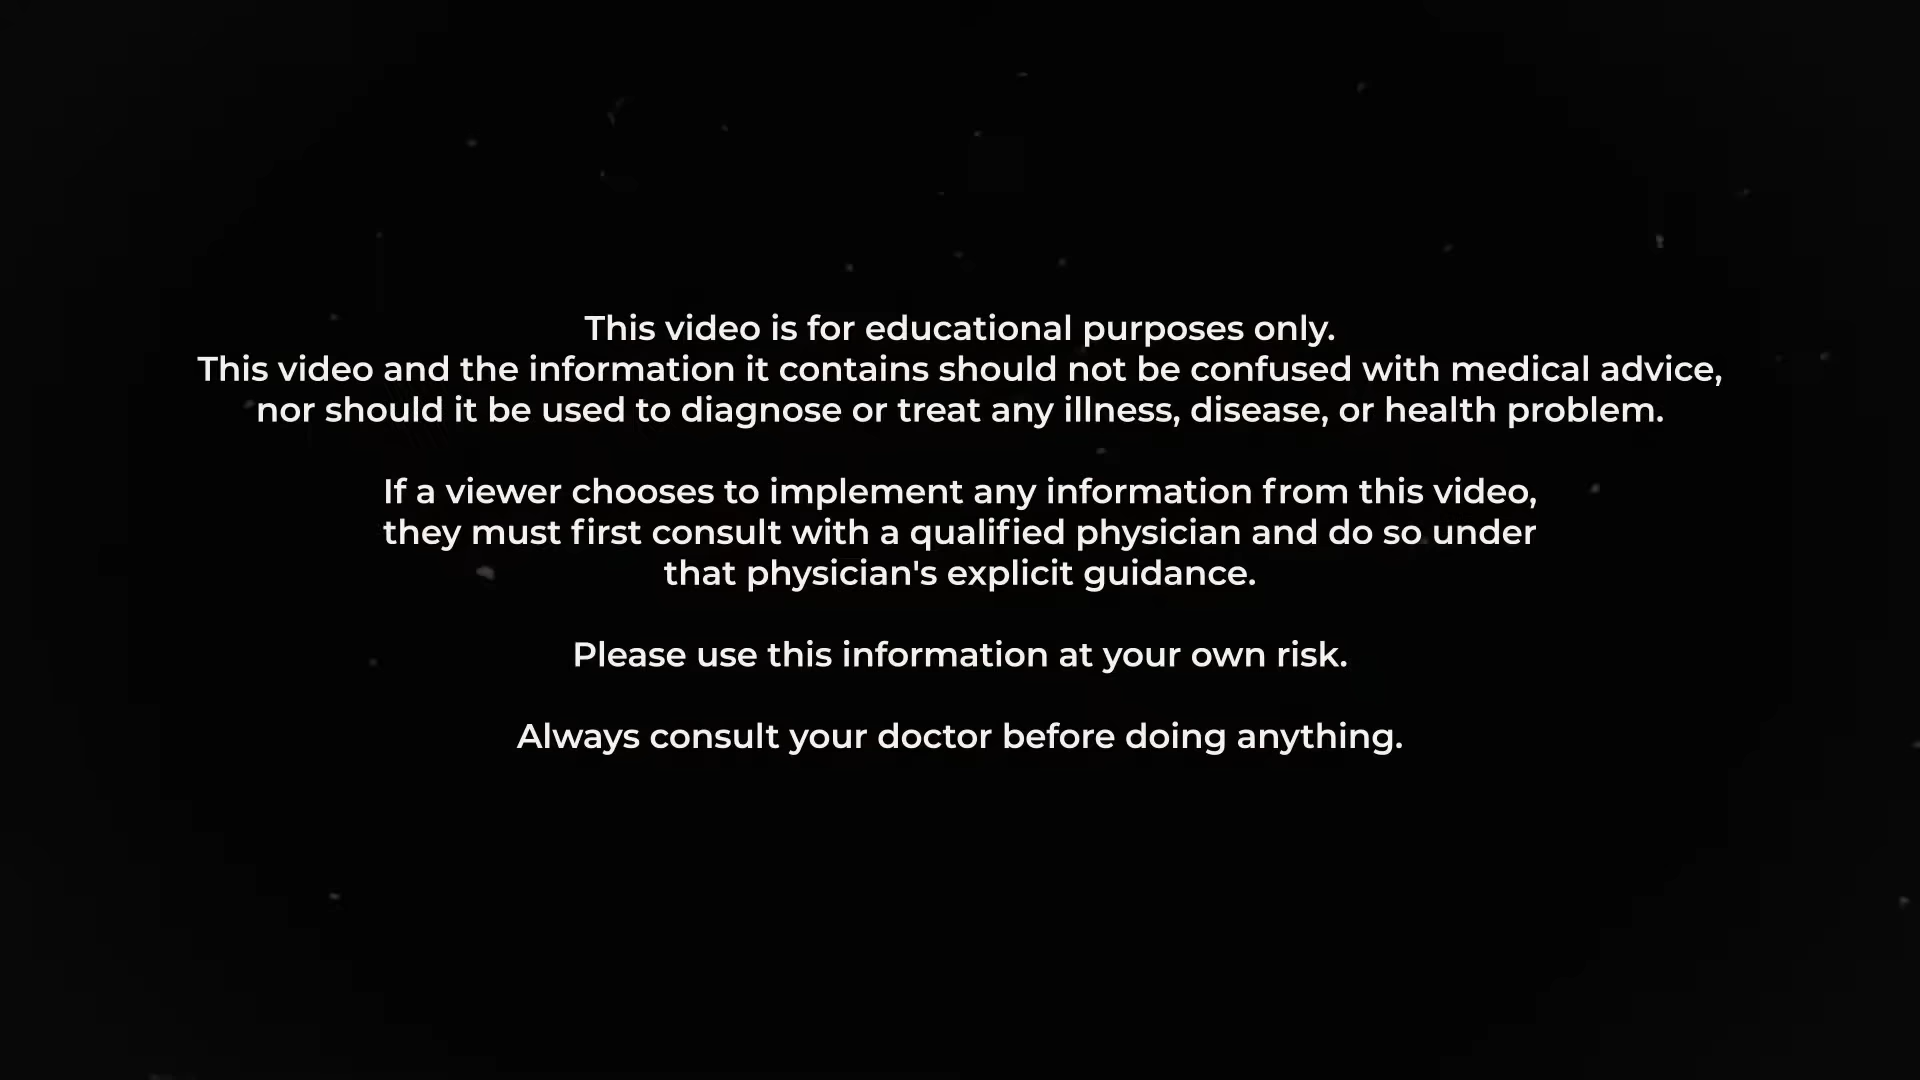 This video is for educational purposes only.
This video and the information it contains should not be confused with medical advice,
nor should it be used to diagnose or treat any illness, disease, or health problem.
If a viewer chooses to implement any information from this video,
they must first consult with a qualified physician and do so under
that physician's explicit guidance.
Please use this information at your own risk.
Always consult your doctor before doing anything.